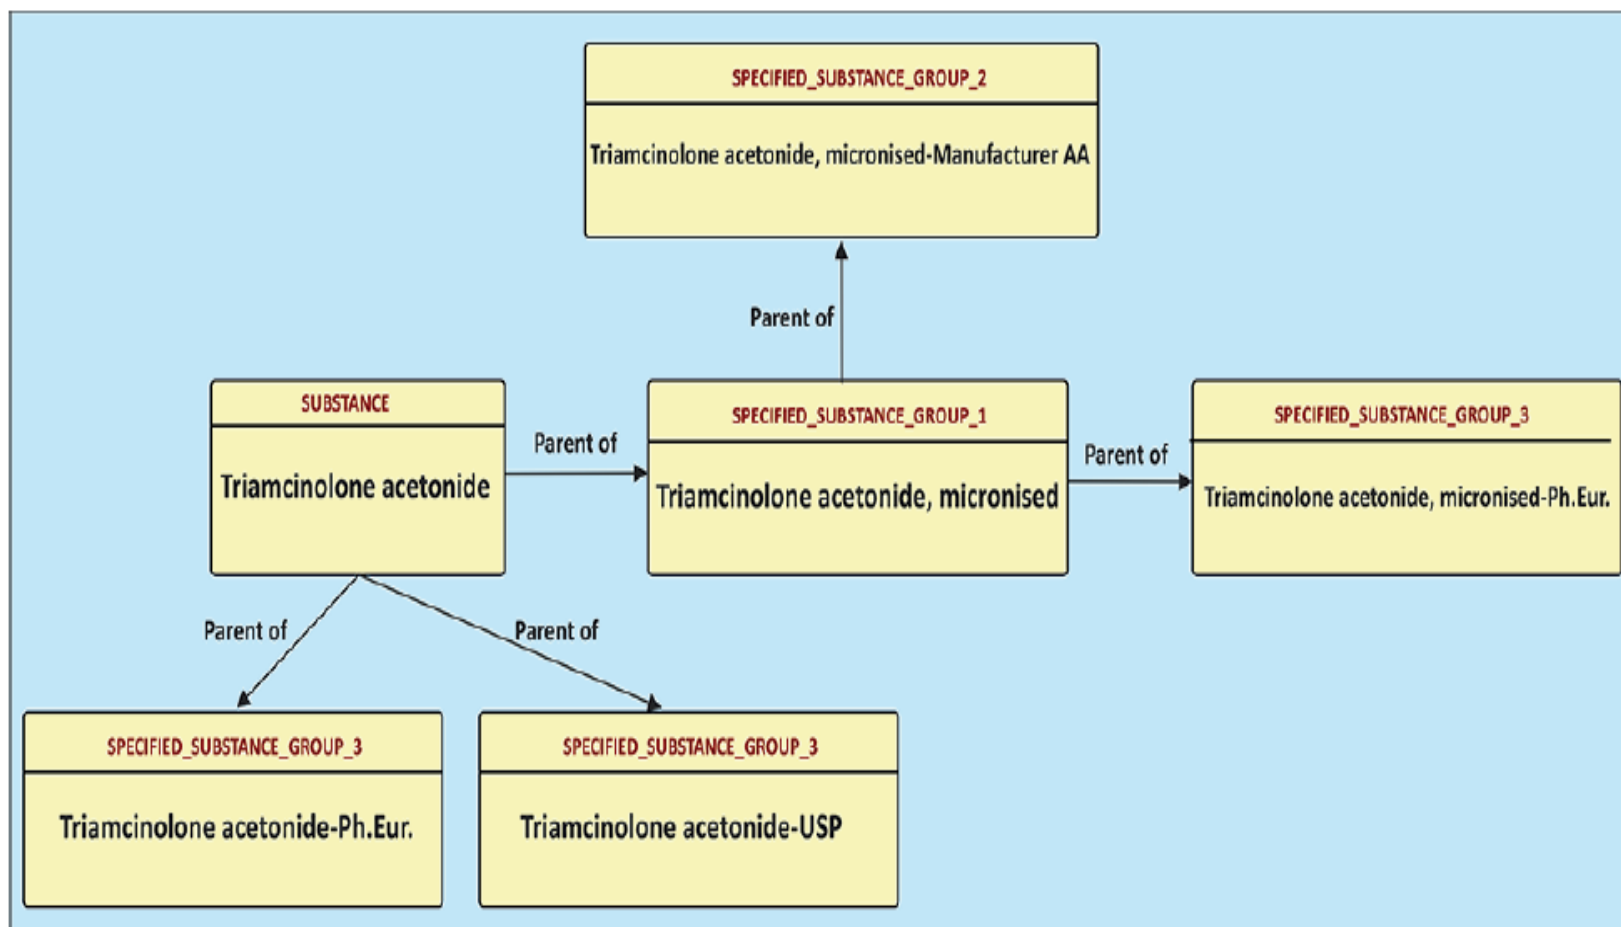 SPECIFIED_SUBSTANCE_GROUP_2
Triamcinolone acetonide, micronised-Manufacturer AA
Parent of
SUBSTANCE
Triamcinolone acetonide
Parent of
SPECIFIED_SUBSTANCE_GROUP_1
Triamcinolone acetonide, micronised
Parent of
SPECIFIED_SUBSTANCE_GROUP_3
Triamcinolone acetonide, micronised-Ph.Eur.
Parent of
Parent of
SPECIFIED_SUBSTANCE_GROUP_3
Triamcinolone acetonide-Ph.Eur.
SPECIFIED_SUBSTANCE_GROUP_3
Triamcinolone acetonide-USP